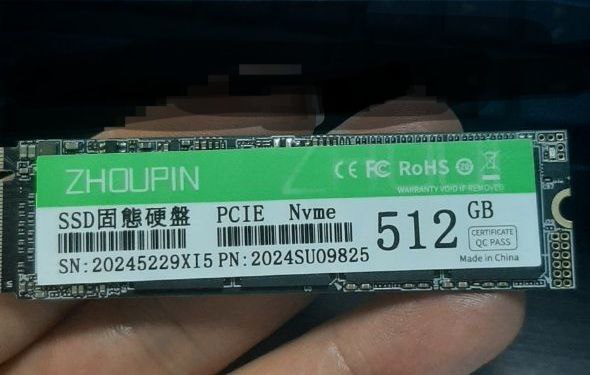 ZHOUPIN
CE FC RoHS 20
WARRANTY VOID IF REMOVED
SSD固態硬盤 PCIE Nvme
512 GB
CERTIFICATE
QC PASS
SN:20245229XI5 PN:2024SU09825
Made in China